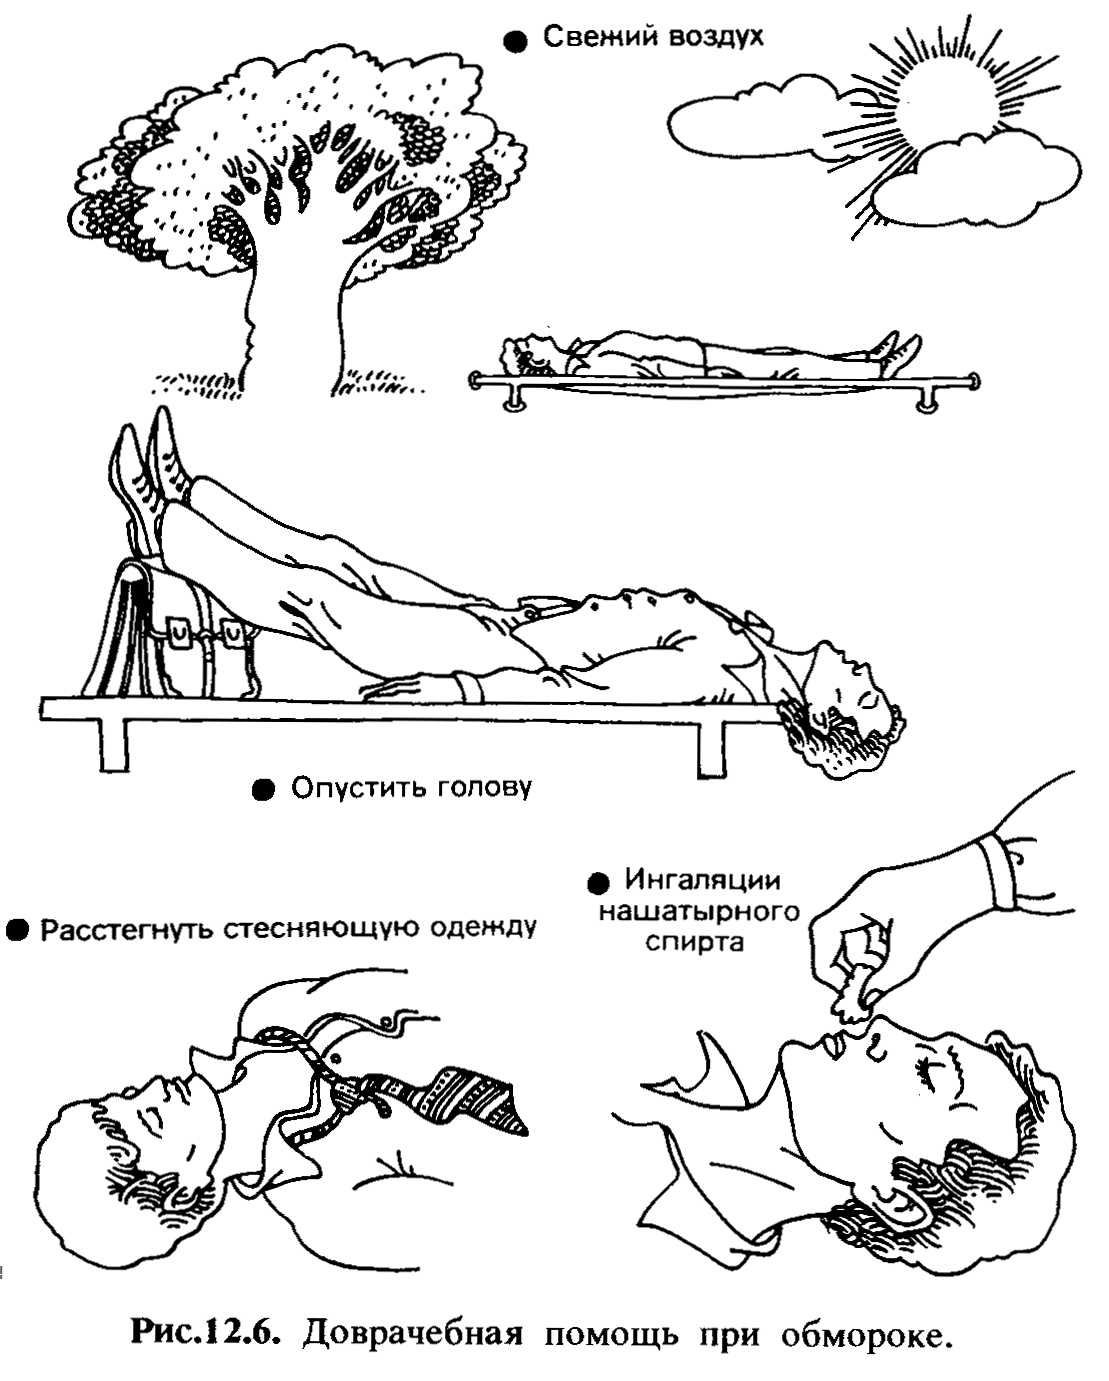 ● Свежий воздух
● Опустить голову
● Ингаляции
нашатырного
спирта
● Расстегнуть стесняющую одежду
Рис.12.6. Доврачебная помощь при обмороке.